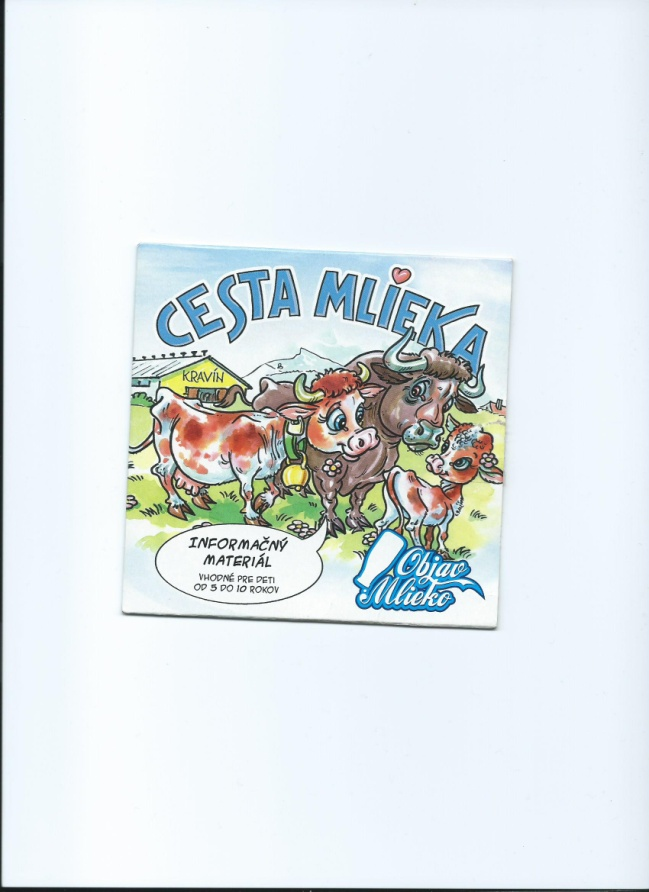 CESTA MLIEKA
KRAVÍN
INFORMAČNÝ
MATERIÁL
VHODNÉ PRE DETI
OD 5 DO 10 ROKOV
Objav
Mlieko